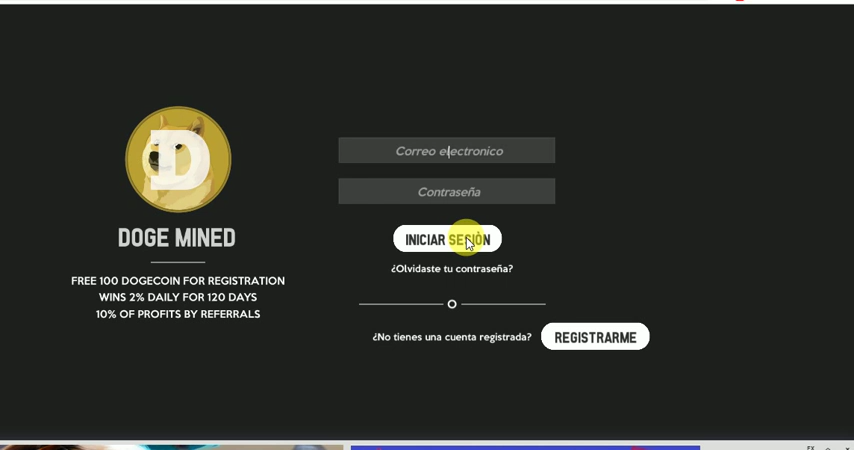 D
DOGE MINED
FREE 100 DOGECOIN FOR REGISTRATION
WINS 2% DAILY FOR 120 DAYS
10% OF PROFITS BY REFERRALS
Correo electronico
Contraseña
INICIAR SESIÒN
¿Olvidaste tu contraseña?
¿No tienes una cuenta registrada?
REGISTRARME